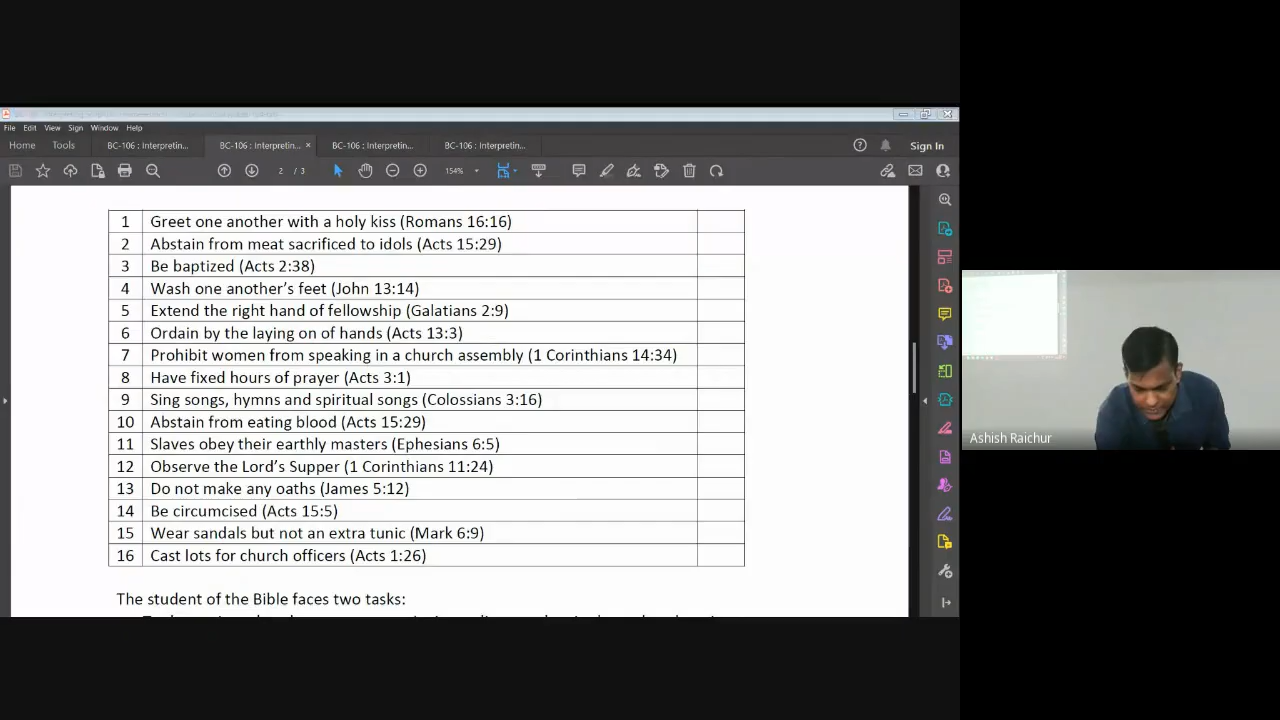 File Edit View Sign Window Help
Home Tools BC-106 : Interpretin... BC-106 : Interpretin... × BC-106 : Interpretin... BC-106 : Interpretin... Sign In
2 / 3 154%
1 Greet one another with a holy kiss (Romans 16:16)
2 Abstain from meat sacrificed to idols (Acts 15:29)
3 Be baptized (Acts 2:38)
4 Wash one another's feet (John 13:14)
5 Extend the right hand of fellowship (Galatians 2:9)
6 Ordain by the laying on of hands (Acts 13:3)
7 Prohibit women from speaking in a church assembly (1 Corinthians 14:34)
8 Have fixed hours of prayer (Acts 3:1)
9 Sing songs, hymns and spiritual songs (Colossians 3:16)
10 Abstain from eating blood (Acts 15:29)
11 Slaves obey their earthly masters (Ephesians 6:5)
12 Observe the Lord's Supper (1 Corinthians 11:24)
13 Do not make any oaths (James 5:12)
14 Be circumcised (Acts 15:5)
15 Wear sandals but not an extra tunic (Mark 6:9)
16 Cast lots for church officers (Acts 1:26)
The student of the Bible faces two tasks:
Ashish Raichur